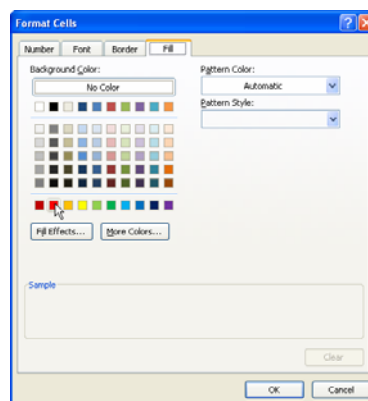 Format Cells
Number Font Border Fill
Background Color:
No Color
Fill Effects... More Colors...
Pattern Color:
Automatic
Pattern Style:
Sample
Clear
OK Cancel